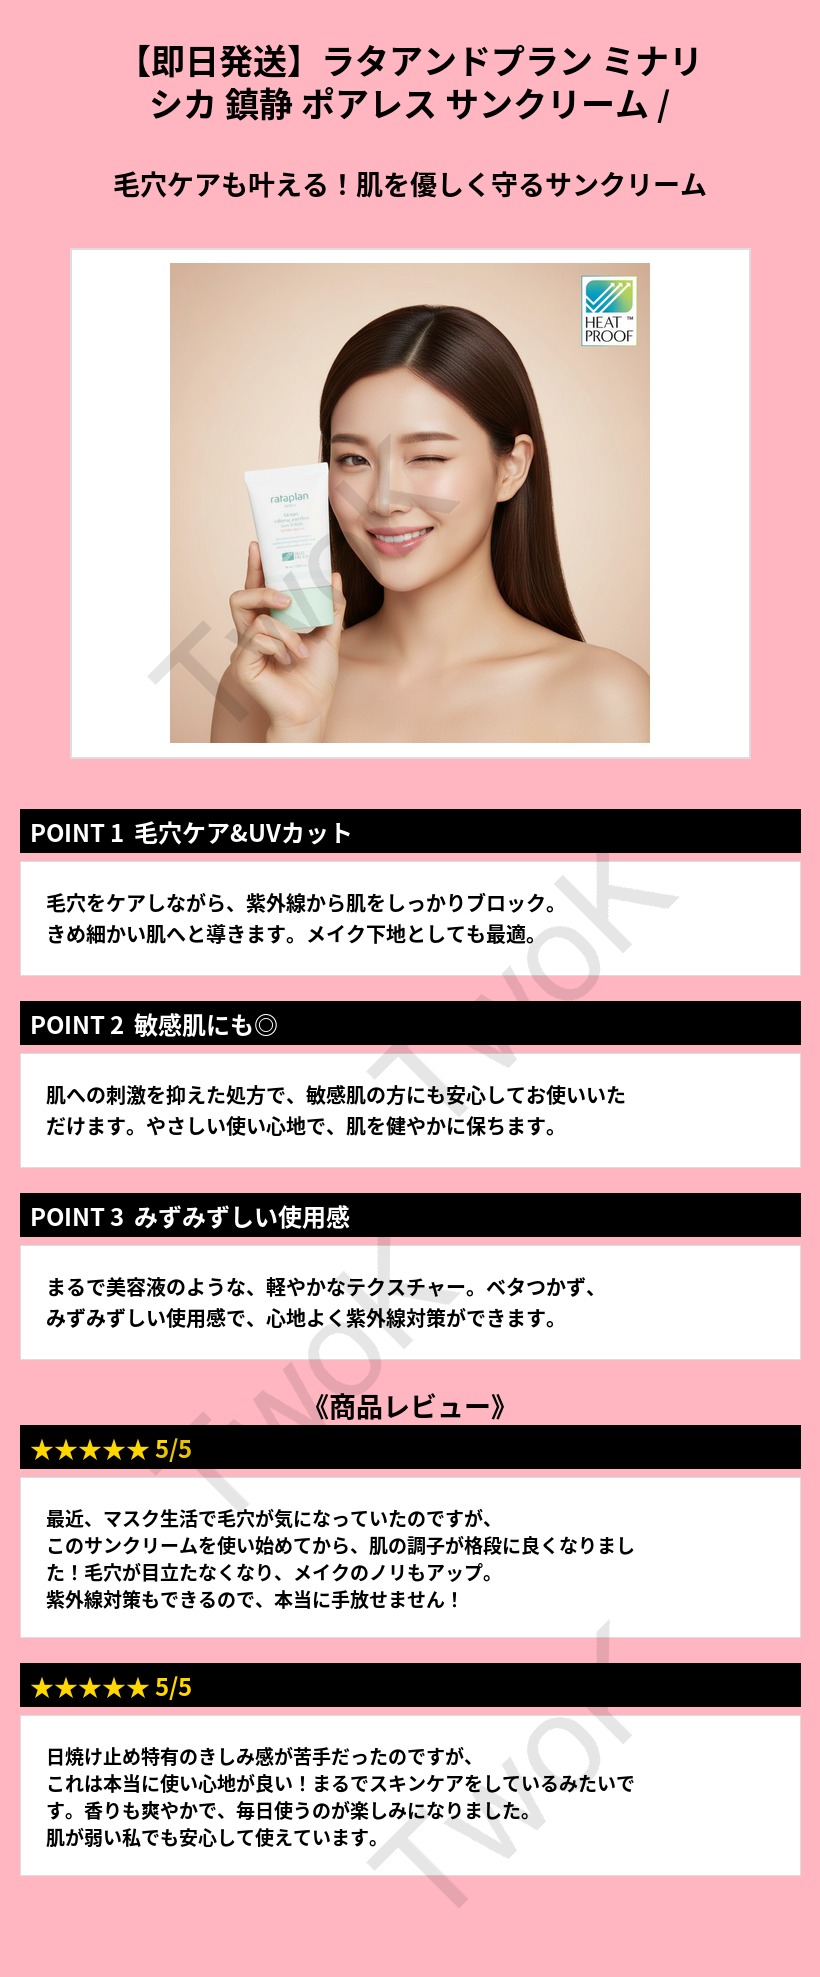 【即日発送】ラタアンドプラン ミナリ
シカ 鎮静 ポアレス サンクリーム /
毛穴ケアも叶える！肌を優しく守るサンクリーム
HEAT ™
PROOF
rataplan
TwoK
POINT 1 毛穴ケア&UVカット
毛穴をケアしながら、紫外線から肌をしっかりブロック。
きめ細かい肌へと導きます。メイク下地としても最適。
TwoK
POINT 2 敏感肌にも◎
肌への刺激を抑えた処方で、敏感肌の方にも安心してお使いいた
だけます。やさしい使い心地で、肌を健やかに保ちます。
POINT 3 みずみずしい使用感
まるで美容液のような、軽やかなテクスチャー。ベタつかず、
みずみずしい使用感で、心地よく紫外線対策ができます。
TwoK
《商品レビュー》
★★★★★ 5/5
最近、マスク生活で毛穴が気になっていたのですが、
このサンクリームを使い始めてから、肌の調子が格段に良くなりまし
た！毛穴が目立たなくなり、メイクのノリもアップ。
紫外線対策もできるので、本当に手放せません！
★★★★★ 5/5
日焼け止め特有のきしみ感が苦手だったのですが、
これは本当に使い心地が良い！まるでスキンケアをしているみたいで
す。香りも爽やかで、毎日使うのが楽しみになりました。
肌が弱い私でも安心して使えています。
TwoK